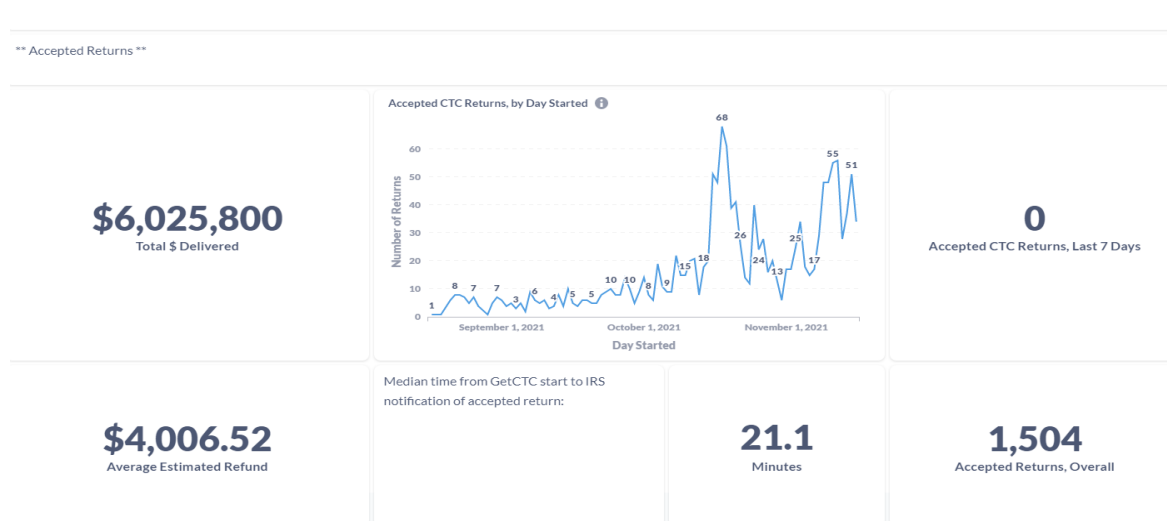 ** Accepted Returns **
$6,025,800
Total $ Delivered
Accepted CTC Returns, by Day Started
Number of Returns
60
50
40
30
20
10
0
1
8
7
7
3
6
4
5
5
10
10
8
9
15
18
68
26
24
13
25
17
55
51
September 1, 2021
October 1, 2021
November 1, 2021
Day Started
0
Accepted CTC Returns, Last 7 Days
$4,006.52
Average Estimated Refund
Median time from GetCTC start to IRS
notification of accepted return:
21.1
Minutes
1,504
Accepted Returns, Overall